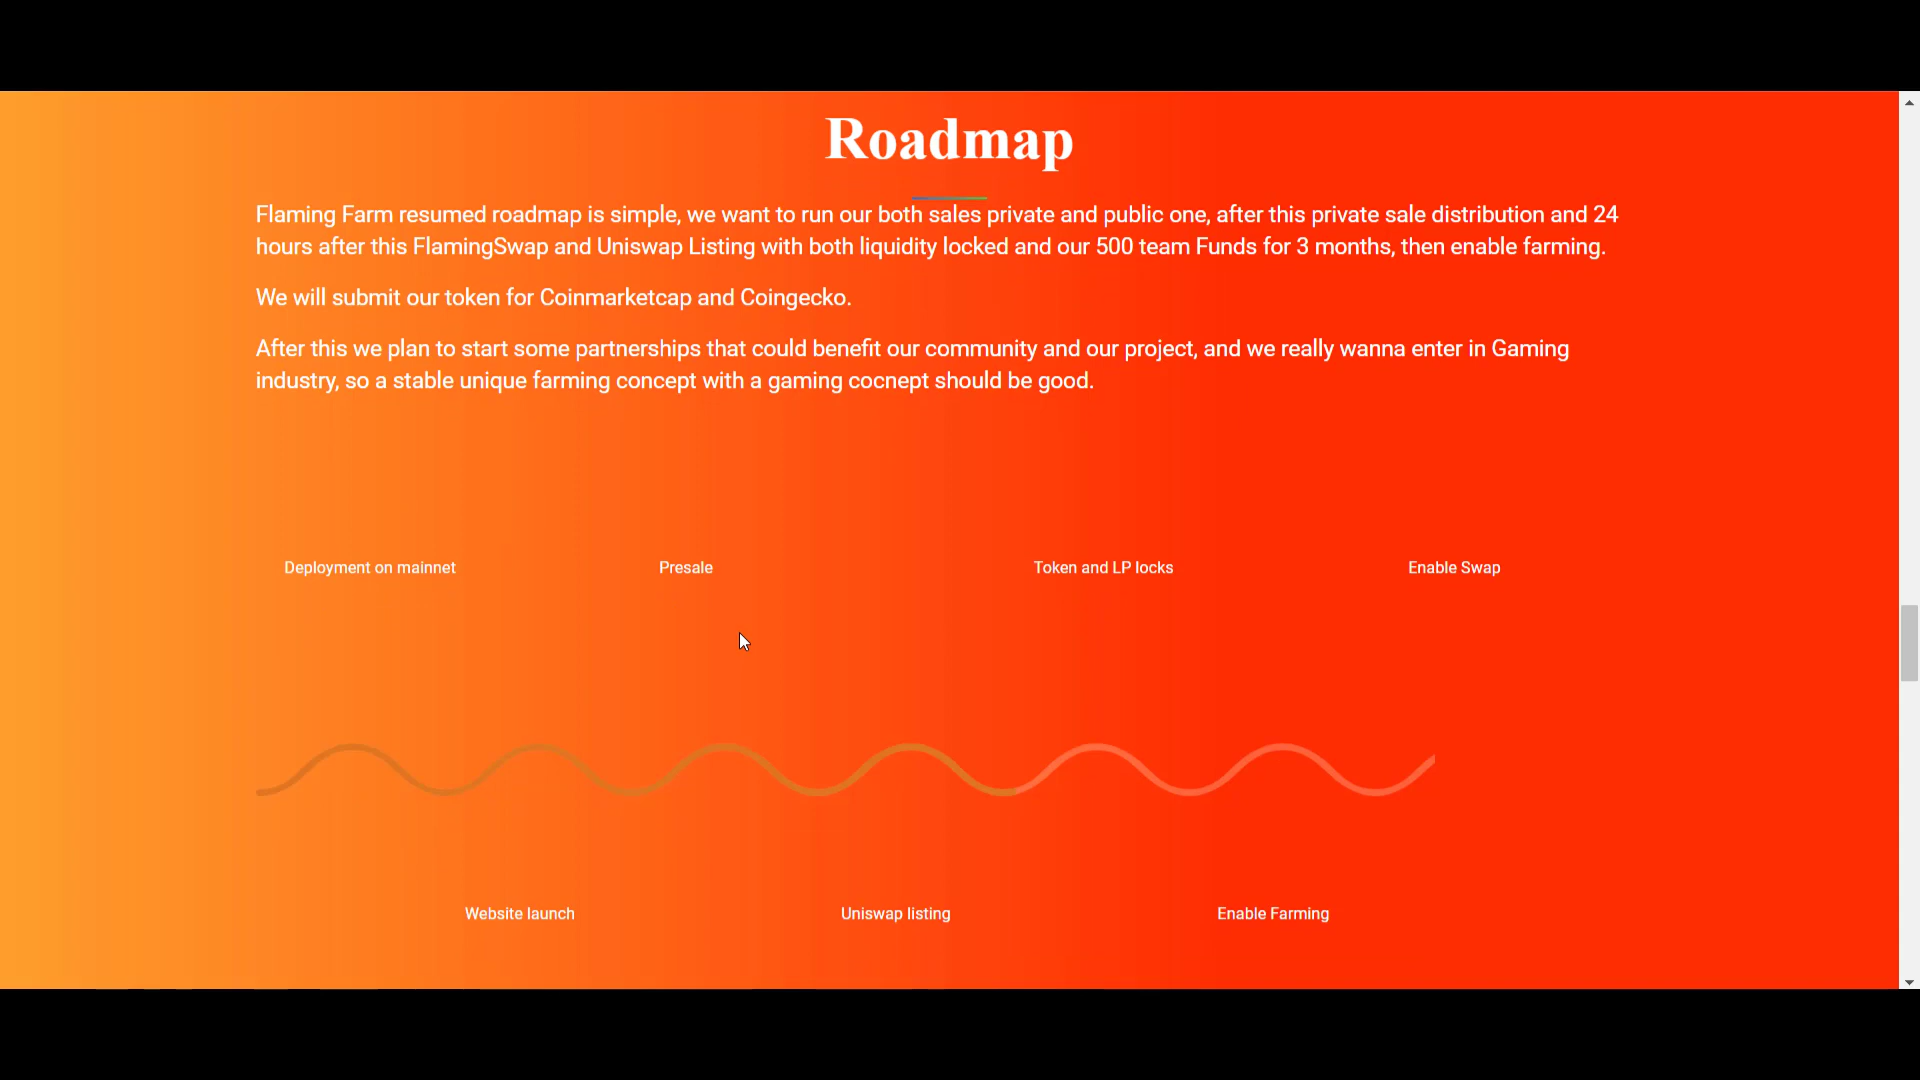 Roadmap
Flaming Farm resumed roadmap is simple, we want to run our both sales private and public one, after this private sale distribution and 24
hours after this FlamingSwap and Uniswap Listing with both liquidity locked and our 500 team Funds for 3 months, then enable farming.
We will submit our token for Coinmarketcap and Coingecko.
After this we plan to start some partnerships that could benefit our community and our project, and we really wanna enter in Gaming
industry, so a stable unique farming concept with a gaming cocnept should be good.
Deployment on mainnet
Presale
Token and LP locks
Enable Swap
Website launch
Uniswap listing
Enable Farming